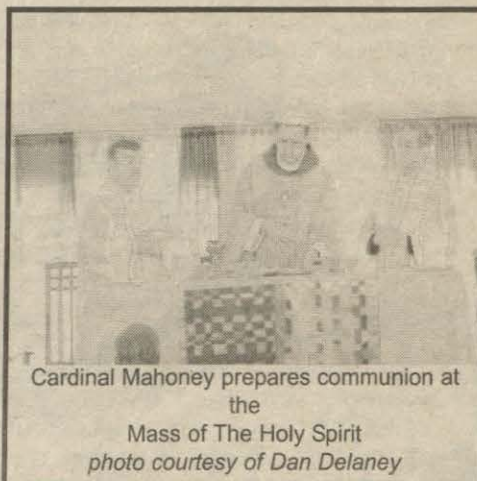 Cardinal Mahoney prepares communion at
the
Mass of The Holy Spirit
photo courtesy of Dan Delaney